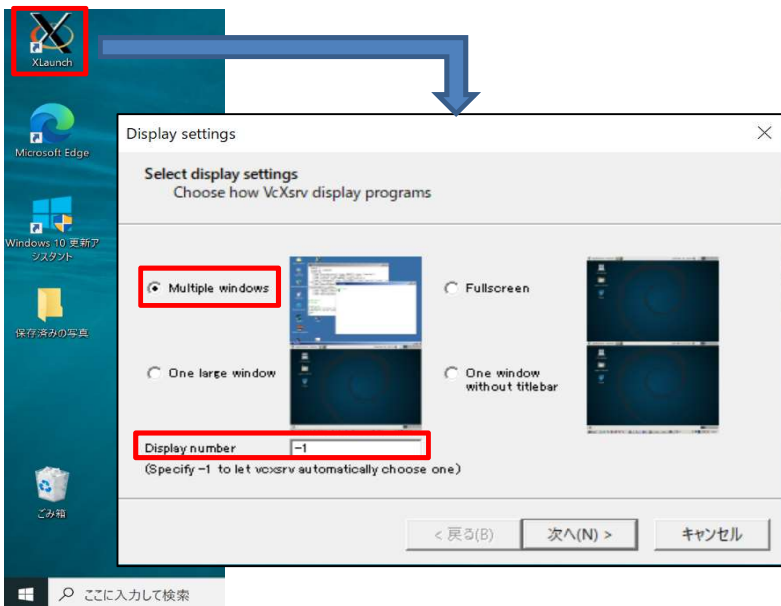 XLaunch
Microsoft Edge
Windows 10 更新ア
シスタント
保存済みの写真
ごみ箱
ここに入力して検索
Display settings
Select display settings
Choose how VcXsrv display programs
Multiple windows
Fullscreen
One large window
One window
without titlebar
Display number
-1
(Specify -1 to let vcxsrv automatically choose one)
< 戻る(B)
次へ(N) >
キャンセル